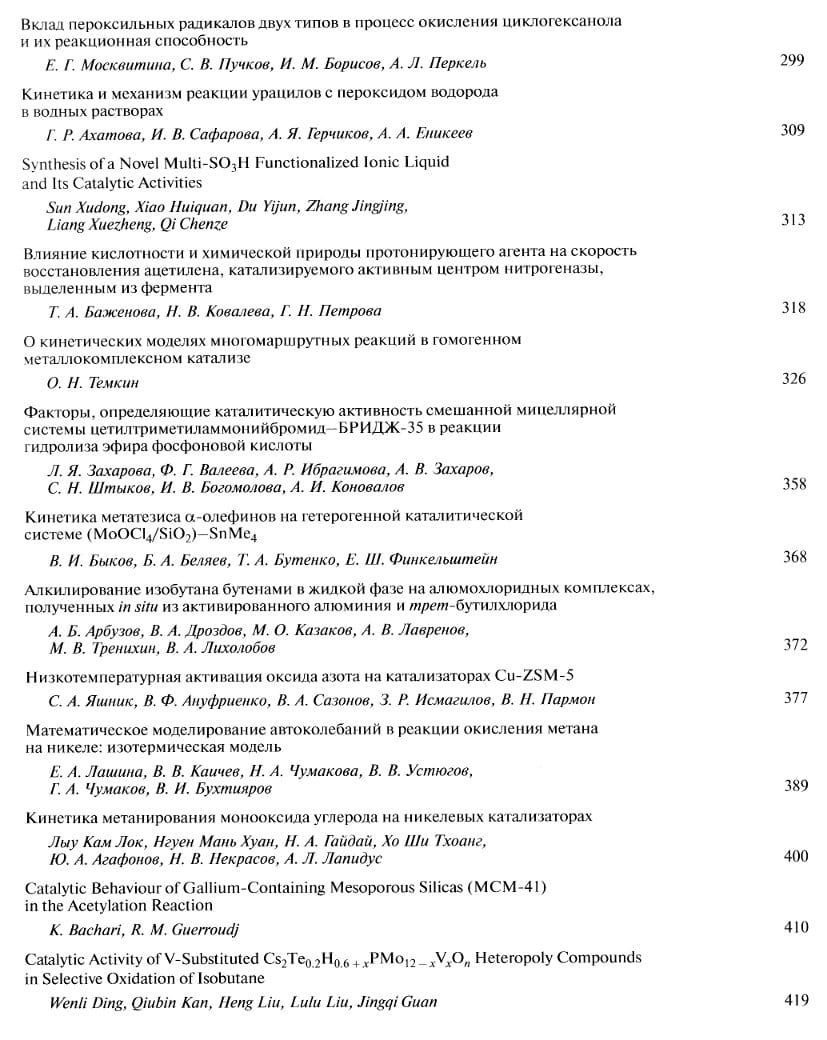 Вклад пероксильных радикалов двух типов в процесс окисления циклогексанола
и их реакционная способность
Е. Г. Москвитина, С. В. Пучков, И. М. Борисов, А. Л. Перкель 299
Кинетика и механизм реакции урацилов с пероксидом водорода
в водных растворах
Г. Р. Ахатова, И. В. Сафарова, А. Я. Герчиков, А. А. Еникеев 309
Synthesis of a Novel Multi-SO₃H Functionalized Ionic Liquid
and Its Catalytic Activities
Sun Xudong, Xiao Huiquan, Du Yijun, Zhang Jingjing,
Liang Xuezheng, Qi Chenze 313
Влияние кислотности и химической природы протонирующего агента на скорость
восстановления ацетилена, катализируемого активным центром нитрогеназы,
выделенным из фермента
Т. А. Баженова, Н. В. Ковалева, Г. Н. Петрова 318
О кинетических моделях многомаршрутных реакций в гомогенном
металлокомплексном катализе
О. Н. Темкин 326
Факторы, определяющие каталитическую активность смешанной мицеллярной
системы цетилтриметиламмонийбромид–БРИДЖ-35 в реакции
гидролиза эфира фосфоновой кислоты
Л. Я. Захарова, Ф. Г. Валеева, А. Р. Ибрагимова, А. В. Захаров,
С. Н. Штыков, И. В. Богомолова, А. И. Коновалов 358
Кинетика метатезиса α-олефинов на гетерогенной каталитической
системе (MoOCl₄/SiO₂)–SnMe₄
В. И. Быков, Б. А. Беляев, Т. А. Бутенко, Е. Ш. Финкельштейн 368
Алкилирование изобутана бутенами в жидкой фазе на алюмохлоридных комплексах,
полученных in situ из активированного алюминия и трет-бутилхлорида
А. Б. Арбузов, В. А. Дроздов, М. О. Казаков, А. В. Лавренов,
М. В. Тренихин, В. А. Лихолобов 372
Низкотемпературная активация оксида азота на катализаторах Cu-ZSM-5
С. А. Яшник, В. Ф. Ануфриенко, В. А. Сазонов, З. Р. Исмагилов, В. Н. Пармон 377
Математическое моделирование автоколебаний в реакции окисления метана
на никеле: изотермическая модель
Е. А. Лашина, В. В. Каичев, Н. А. Чумакова, В. В. Устюгов,
Г. А. Чумаков, В. И. Бухтияров 389
Кинетика метанирования монооксида углерода на никелевых катализаторах
Лыу Кам Лок, Нгуен Мань Хуан, Н. А. Гайдай, Хо Ши Тхоанг,
Ю. А. Агафонов, Н. В. Некрасов, А. Л. Лапидус 400
Catalytic Behaviour of Gallium-Containing Mesoporous Silicas (MCM-41)
in the Acetylation Reaction
K. Bachari, R. M. Guerroudj 410
Catalytic Activity of V-Substituted Cs₂Te₀.₂H₀.₆ ₊ ₓPMo₁₂ ₋ ₓVₓOₙ Heteropoly Compounds
in Selective Oxidation of Isobutane
Wenli Ding, Qiubin Kan, Heng Liu, Lulu Liu, Jingqi Guan 419